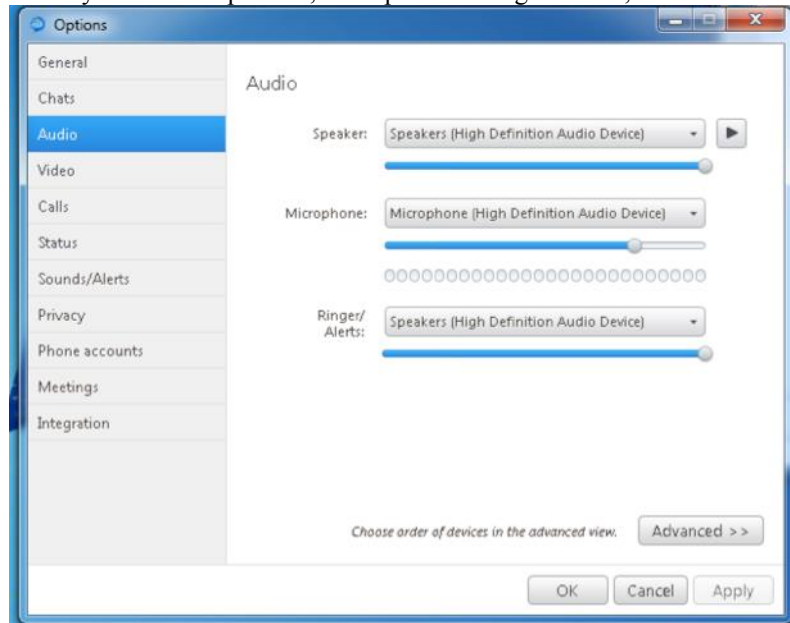 Options
General
Chats
Audio
Video
Calls
Status
Sounds/Alerts
Privacy
Phone accounts
Meetings
Integration
Audio
Speaker: Speakers (High Definition Audio Device)
Microphone: Microphone (High Definition Audio Device)
Ringer/
Alerts: Speakers (High Definition Audio Device)
Choose order of devices in the advanced view. Advanced >>
OK Cancel Apply